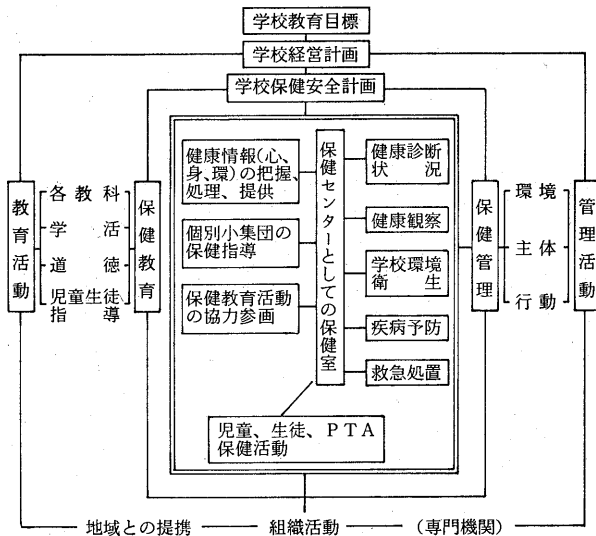 学校教育目標
学校経営計画
学校保健安全計画
教育活動
各教科
学活
道徳
児童生徒
指導
保健教育
健康情報(心、
身、環)の把握、
処理、提供
個別小集団の
保健指導
保健教育活動
の協力参画
保健センターとしての保健室
健康診断
状況
健康観察
学校環境
衛生
疾病予防
救急処置
児童、生徒、PTA
保健活動
保健管理
環境
主体
行動
管理活動
地域との提携 組織活動 (専門機関)